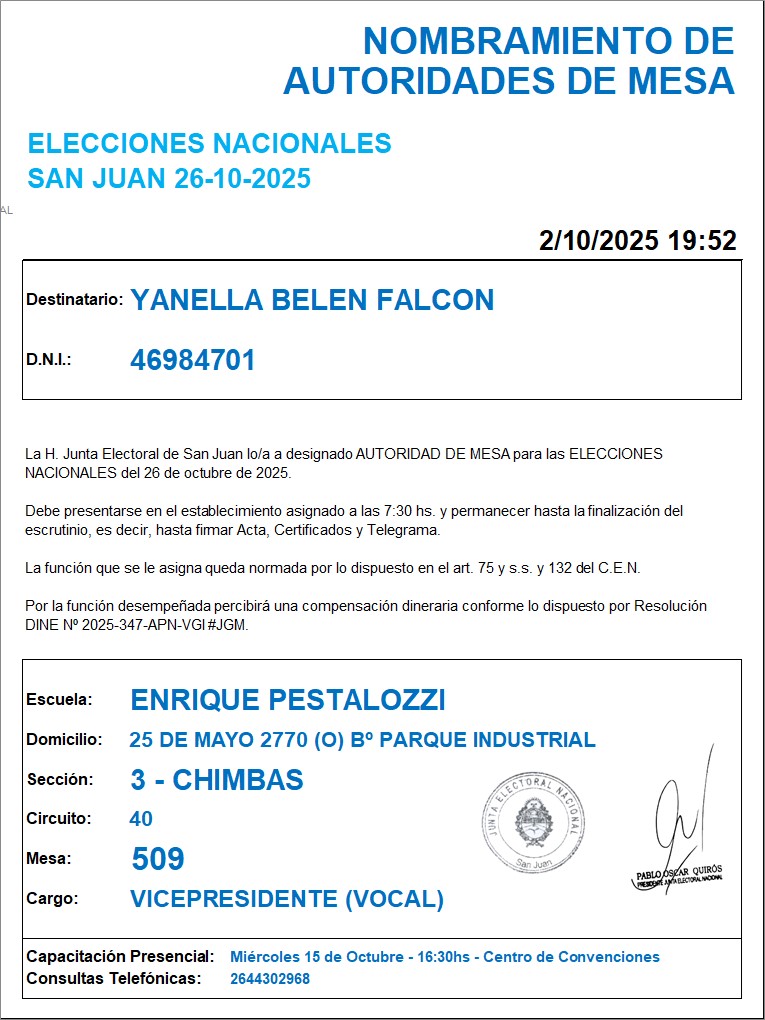 NOMBRAMIENTO DE
AUTORIDADES DE MESA
ELECCIONES NACIONALES
SAN JUAN 26-10-2025
AL
2/10/2025 19:52
Destinatario: YANELLA BELEN FALCON
D.N.I.: 46984701
La H. Junta Electoral de San Juan lo/a a designado AUTORIDAD DE MESA para las ELECCIONES
NACIONALES del 26 de octubre de 2025.
Debe presentarse en el establecimiento asignado a las 7:30 hs. y permanecer hasta la finalización del
escrutinio, es decir, hasta firmar Acta, Certificados y Telegrama.
La función que se le asigna queda normada por lo dispuesto en el art. 75 y s.s. y 132 del C.E.N.
Por la función desempeñada percibirá una compensación dineraria conforme lo dispuesto por Resolución
DINE Nº 2025-347-APN-VGI#JGM.
Escuela: ENRIQUE PESTALOZZI
Domicilio: 25 DE MAYO 2770 (O) Bº PARQUE INDUSTRIAL
Sección: 3 - CHIMBAS
Circuito: 40
Mesa: 509
Cargo: VICEPRESIDENTE (VOCAL)
JUNTA ELECTORAL NACIONAL
San Juan
PABLO OSCAR QUIRÓS
PRESIDENTE JUNTA ELECTORAL NACIONAL
Capacitación Presencial: Miércoles 15 de Octubre - 16:30hs - Centro de Convenciones
Consultas Telefónicas: 2644302968